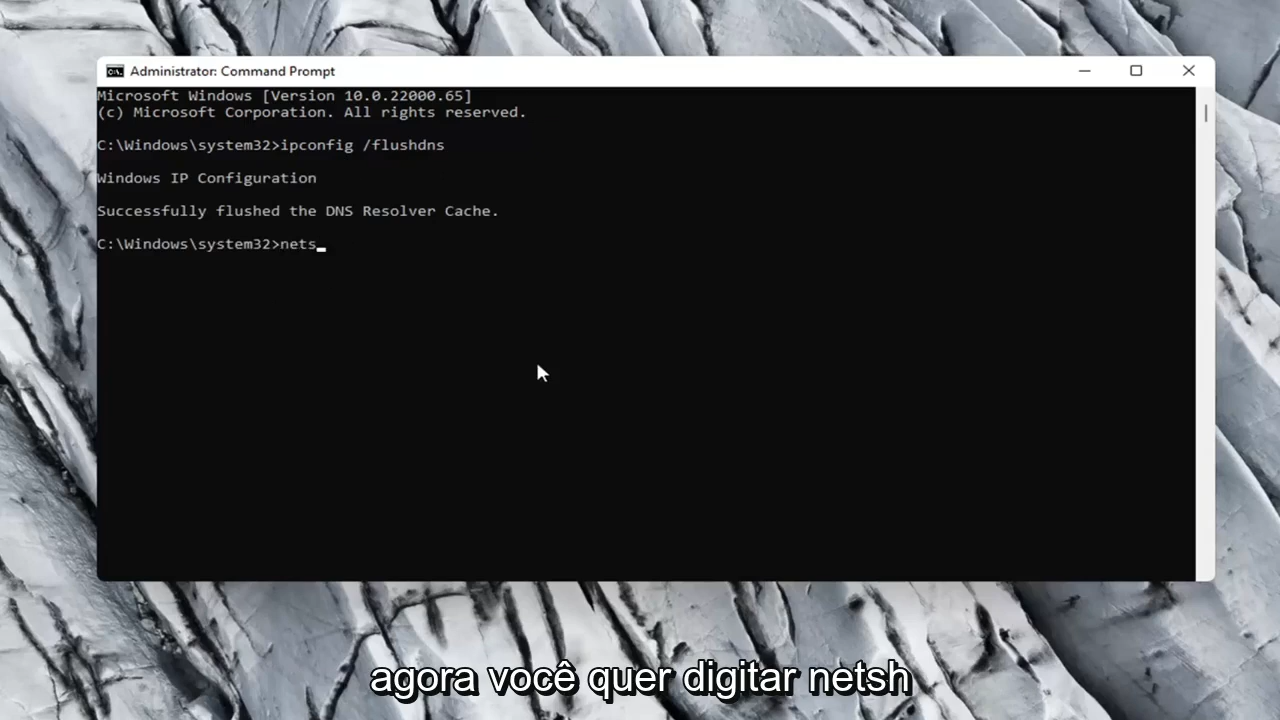 Administrator: Command Prompt
Microsoft Windows [Version 10.0.22000.65]
(c) Microsoft Corporation. All rights reserved.
C:\Windows\system32>ipconfig /flushdns
Windows IP Configuration
Successfully flushed the DNS Resolver Cache.
C:\Windows\system32>nets_
agora você quer digitar netsh